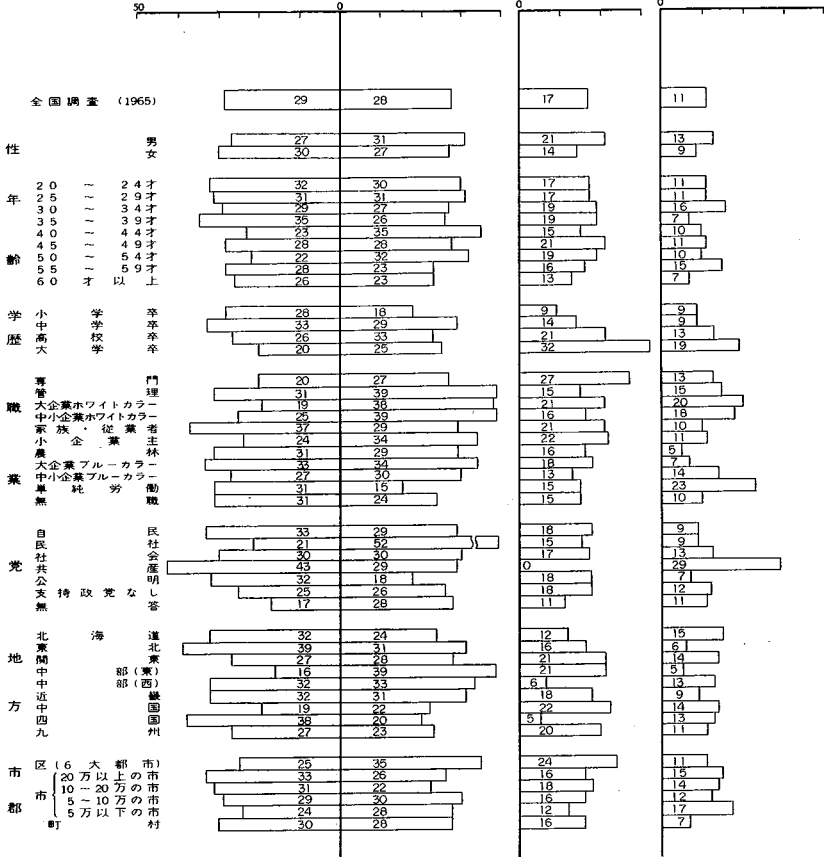 50 0 0 0
全国調査 (1965) 29 28 17 11
性
男 27 31 21 13
女 30 27 14 9
年齢
20 ~ 24才 32 30 17 11
25 ~ 29才 31 31 17 11
30 ~ 34才 29 27 19 16
35 ~ 39才 35 26 19 7
40 ~ 44才 23 35 15 10
45 ~ 49才 28 28 21 11
50 ~ 54才 22 32 19 10
55 ~ 59才 28 23 16 15
60才以上 26 23 13 7
学歴
小学卒 28 18 9 9
中学卒 33 29 14 9
高校卒 26 33 21 13
大学卒 20 25 32 19
職業
専門 20 27 27 13
管理 31 39 15 15
大企業ホワイトカラー 19 38 21 20
中小企業ホワイトカラー 25 39 16 18
家族・従業者 37 29 21 10
小企業主 24 34 22 11
農林 31 29 16 5
大企業ブルーカラー 33 34 18 7
中小企業ブルーカラー 27 30 13 14
単純労働 31 15 15 23
無職 31 24 15 10
党
自民 33 29 18 9
民社 21 52 15 9
社会 30 30 17 13
共産 43 29 0 29
公明 32 18 18 7
支持政党なし 25 26 18 12
無答 17 28 11 11
地方
北海道 32 24 12 15
東北 39 31 16 6
関東 27 28 21 14
中部(東) 16 39 21 5
中部(西) 32 33 6 13
近畿 32 31 18 9
中国 19 22 22 14
四国 38 20 5 13
九州 27 23 20 11
市郡
区(6大都市) 25 35 24 11
市
20万以上の市 33 26 16 15
10~20万の市 31 22 18 14
5~10万の市 29 30 16 12
5万以下の市 24 28 12 17
町村 30 28 16 7